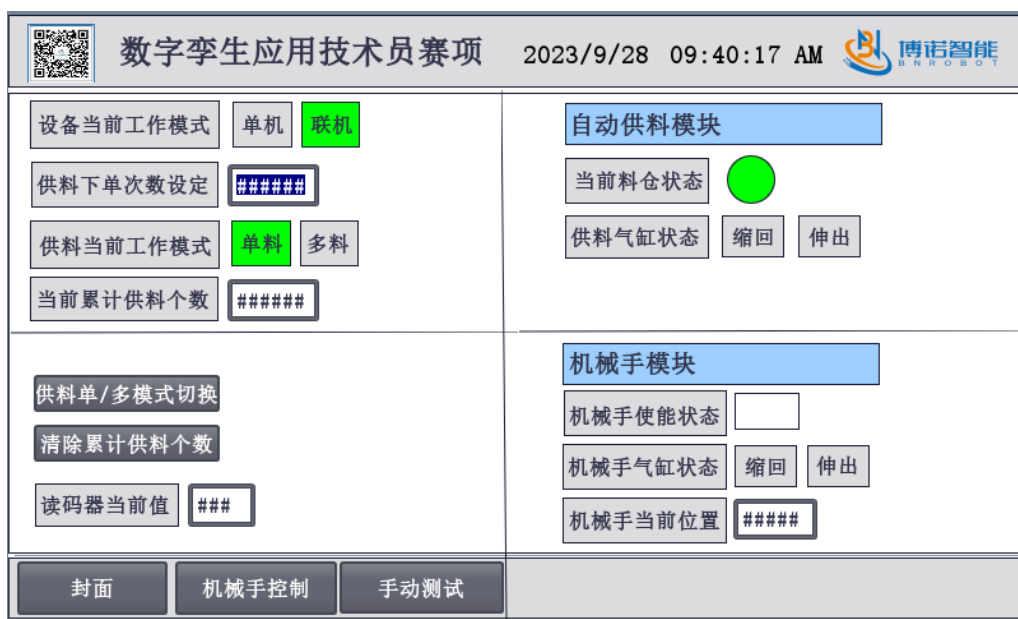 数字孪生应用技术员赛项 2023/9/28 09:40:17 AM 博诺智能
BNROBOT
设备当前工作模式 单机 联机
供料下单次数设定 ######
供料当前工作模式 单料 多料
当前累计供料个数 ######
自动供料模块
当前料仓状态
供料气缸状态 缩回 伸出
供料单/多模式切换
清除累计供料个数
读码器当前值 ###
机械手模块
机械手使能状态
机械手气缸状态 缩回 伸出
机械手当前位置 #####
封面 机械手控制 手动测试